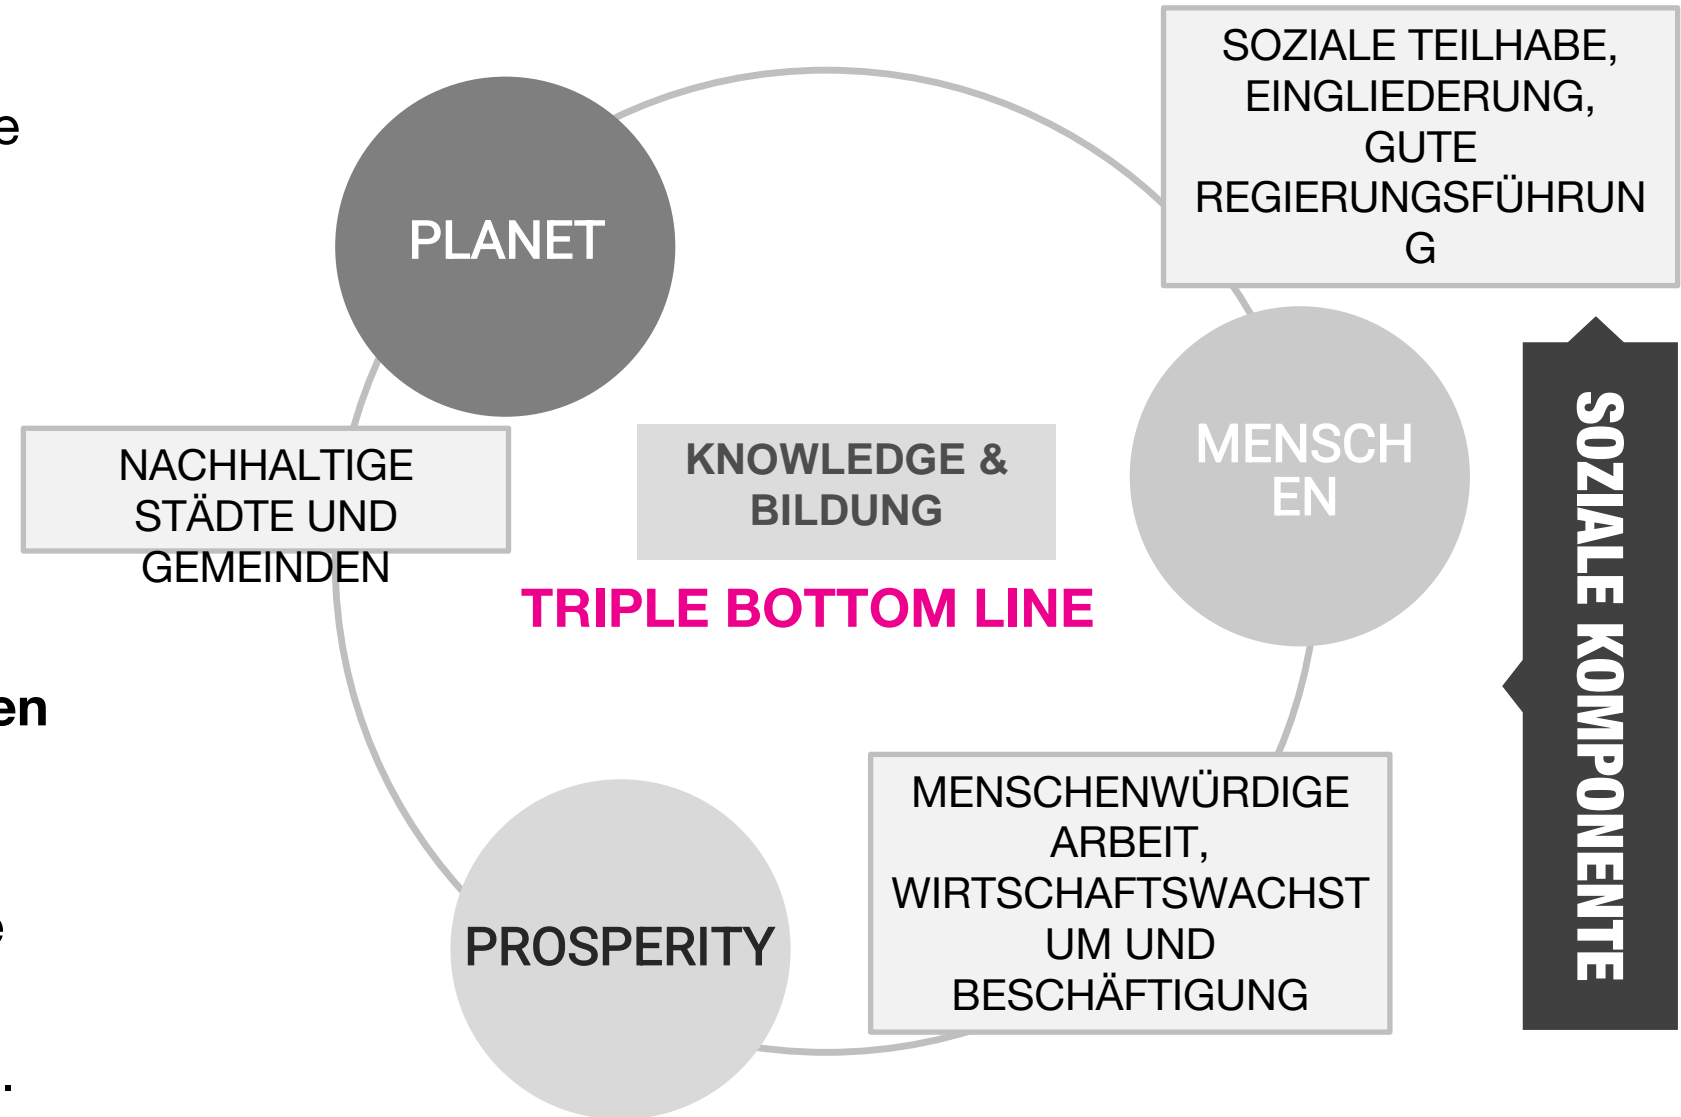 e
en
e
.
PLANET
SOZIALE TEILHABE,
EINGLIEDERUNG,
GUTE
REGIERUNGSFÜHRUN
G
MENSCH
EN
NACHHALTIGE
STÄDTE UND
GEMEINDEN
KNOWLEDGE &
BILDUNG
TRIPLE BOTTOM LINE
PROSPERITY
MENSCHENWÜRDIGE
ARBEIT,
WIRTSCHAFTSWACHST
UM UND
BESCHÄFTIGUNG
SOZIALE KOMPONENTE